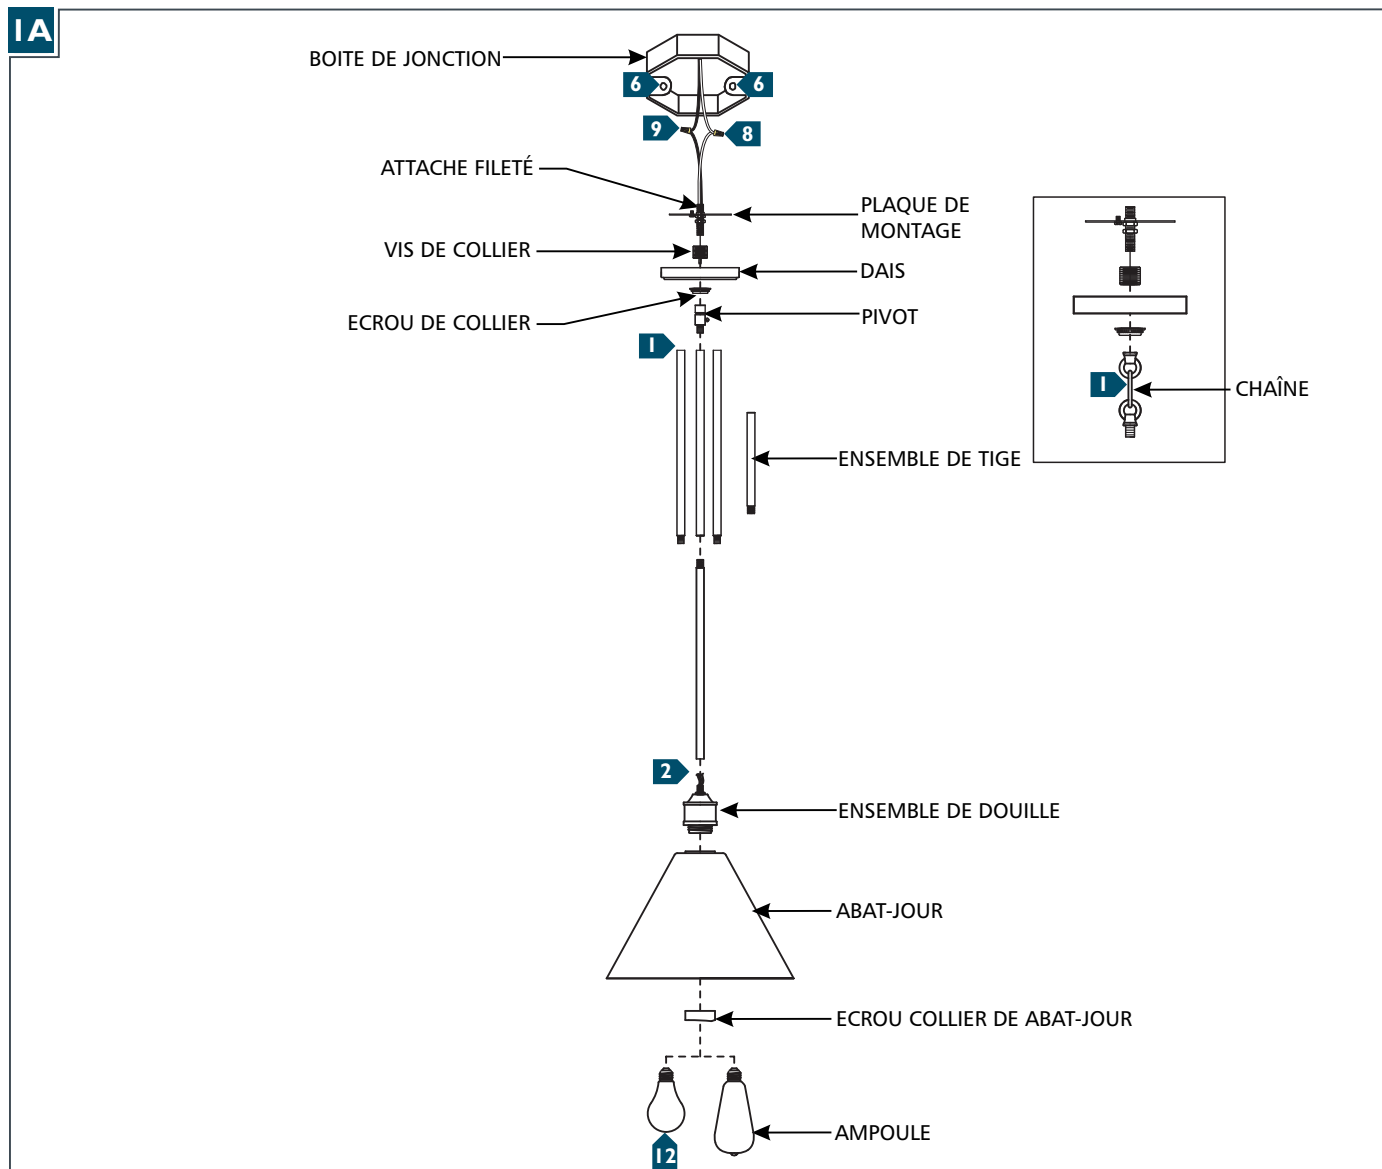 1A
BOITE DE JONCTION
6
6
9
8
ATTACHE FILETÉ
PLAQUE DE
MONTAGE
VIS DE COLLIER
DAIS
ECROU DE COLLIER
PIVOT
1
1
CHAÎNE
ENSEMBLE DE TIGE
2
ENSEMBLE DE DOUILLE
ABAT-JOUR
ECROU COLLIER DE ABAT-JOUR
AMPOULE
12